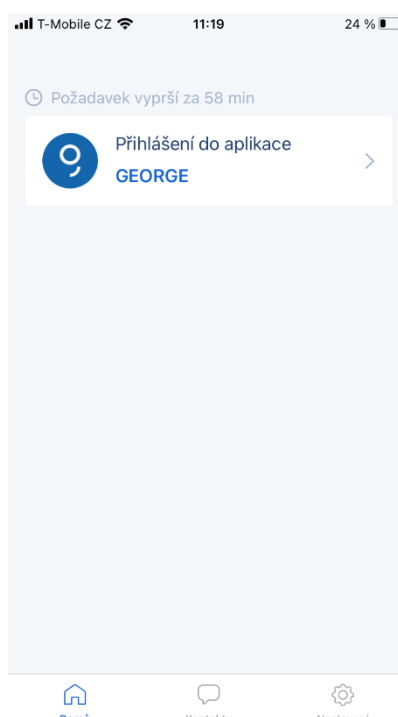 T-Mobile CZ 11:19 24 %
Požadavek vyprší za 58 min
Přihlášení do aplikace
GEORGE